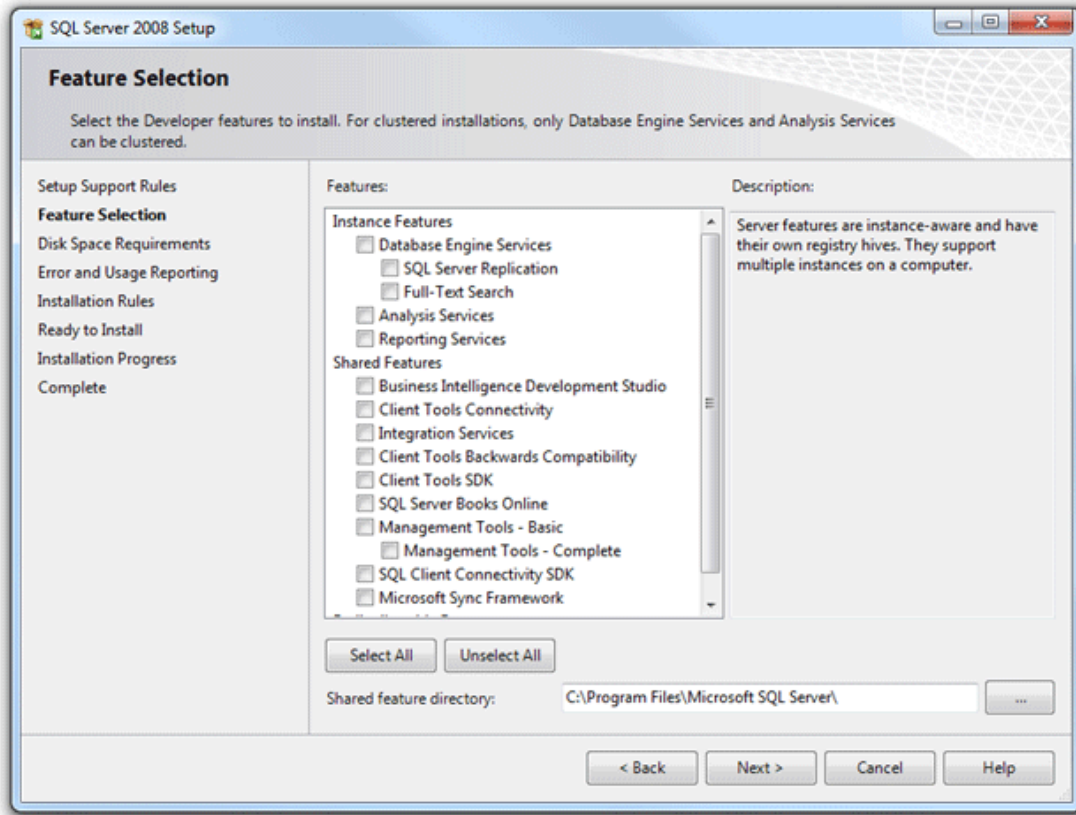 SQL Server 2008 Setup
Feature Selection
Select the Developer features to install. For clustered installations, only Database Engine Services and Analysis Services
can be clustered.
Setup Support Rules
Feature Selection
Disk Space Requirements
Error and Usage Reporting
Installation Rules
Ready to Install
Installation Progress
Complete
Features:
Instance Features
Database Engine Services
SQL Server Replication
Full-Text Search
Analysis Services
Reporting Services
Shared Features
Business Intelligence Development Studio
Client Tools Connectivity
Integration Services
Client Tools Backwards Compatibility
Client Tools SDK
SQL Server Books Online
Management Tools - Basic
Management Tools - Complete
SQL Client Connectivity SDK
Microsoft Sync Framework
Description:
Server features are instance-aware and have
their own registry hives. They support
multiple instances on a computer.
Select All
Unselect All
Shared feature directory:
C:\Program Files\Microsoft SQL Server\
...
< Back
Next >
Cancel
Help